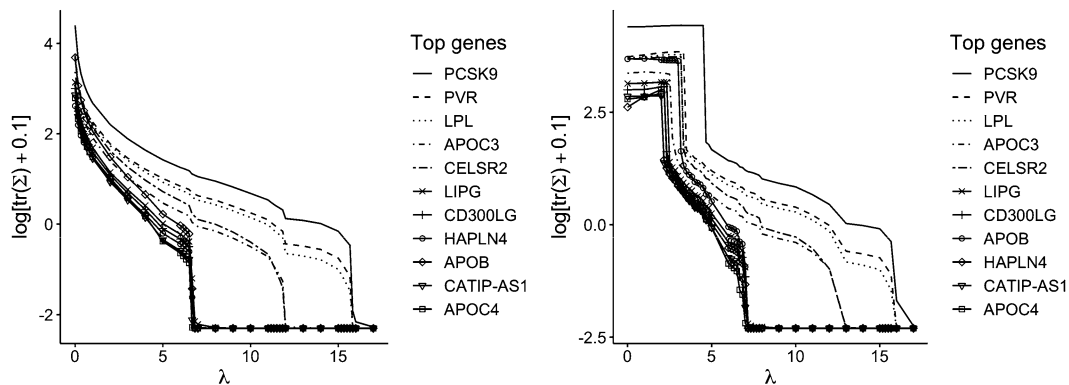 log[tr(Σ) + 0.1]
4
2
0
-2
0
5
10
15
λ
Top genes
PCSK9
PVR
LPL
APOC3
CELSR2
LIPG
CD300LG
HAPLN4
APOB
CATIP-AS1
APOC4
log[tr(Σ) + 0.1]
2.5
0.0
-2.5
0
5
10
15
λ
Top genes
PCSK9
PVR
LPL
APOC3
CELSR2
LIPG
CD300LG
APOB
HAPLN4
CATIP-AS1
APOC4